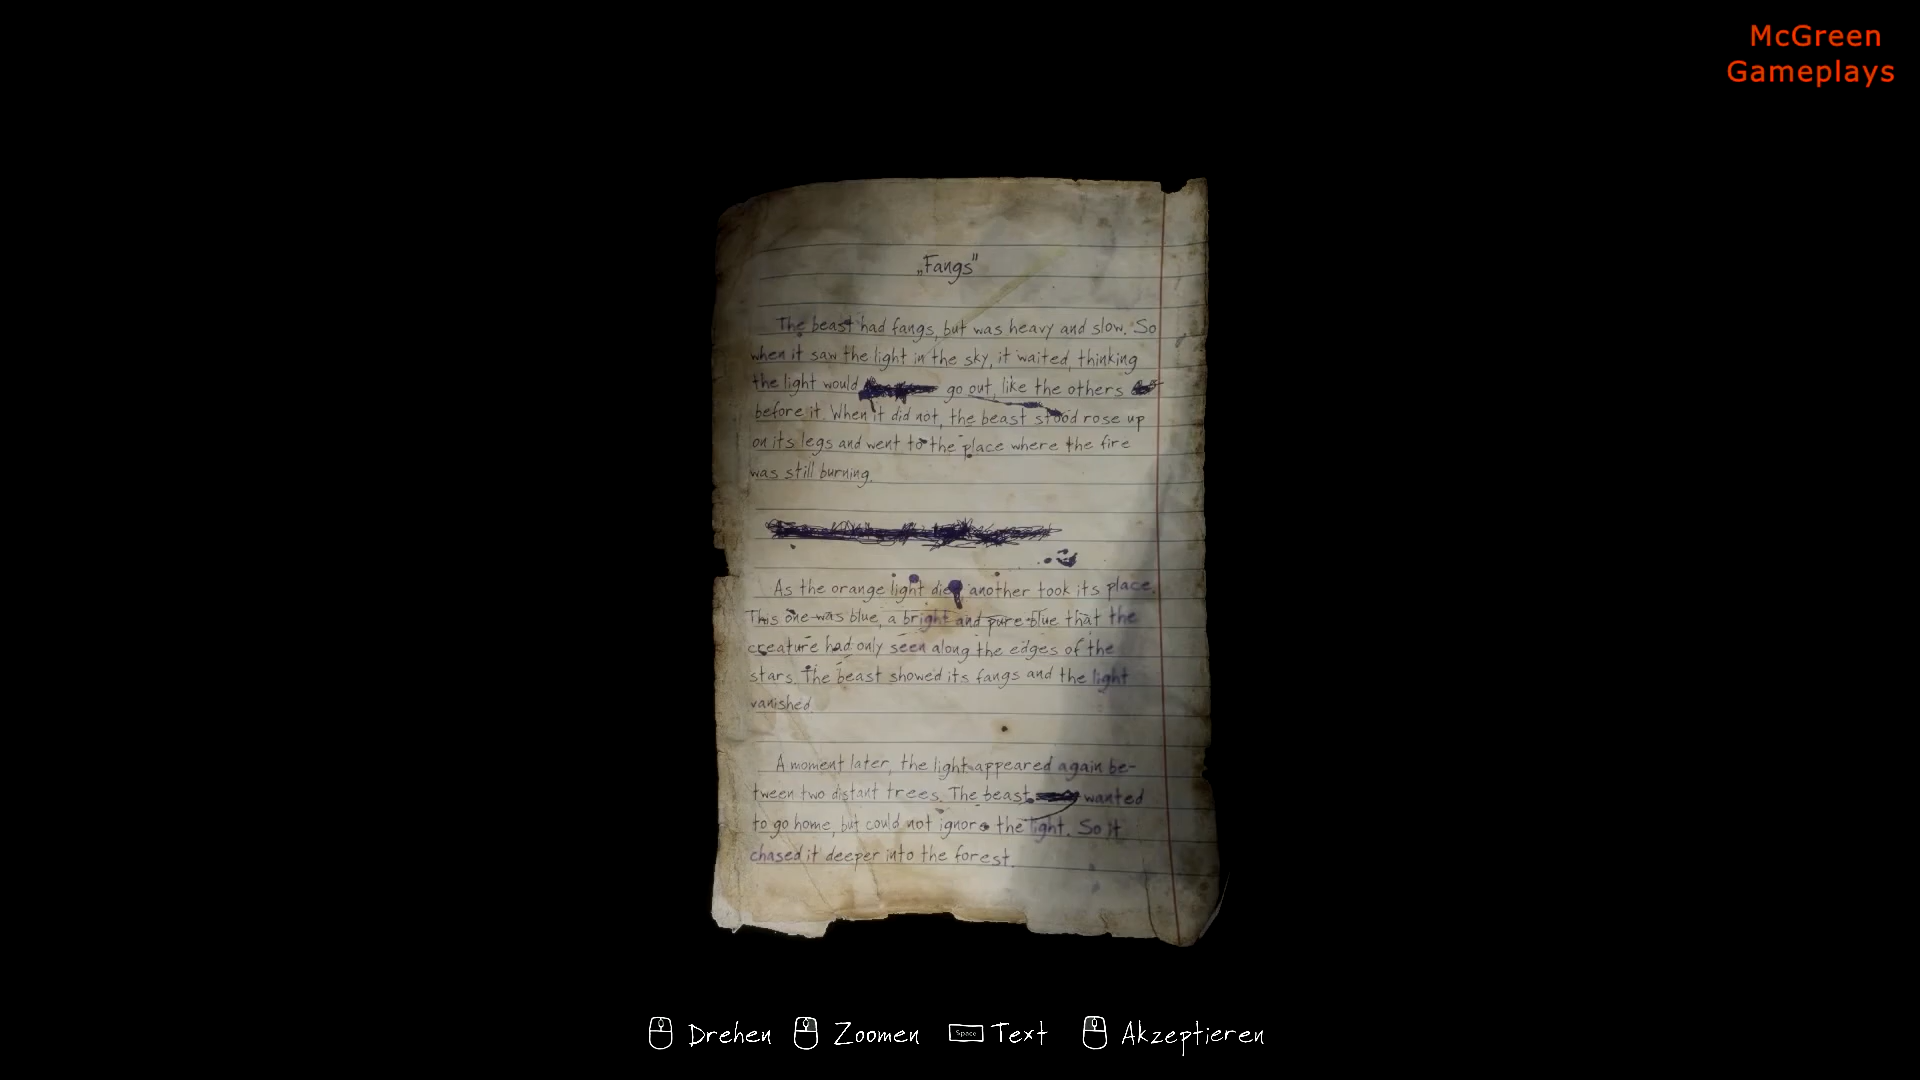 McGreen
Gameplays
„Fangs"
The beast had fangs, but was heavy and slow. So
when it saw the light in the sky, it waited, thinking
the light would go out, like the others
before it. When it did not, the beast stood rose up
on its legs and went to the place where the fire
was still burning.
As the orange light died another took its place.
This one was blue, a bright and pure blue that the
creature had only seen along the edges of the
stars. The beast showed its fangs and the light
vanished.
A moment later, the light appeared again be-
tween two distant trees. The beast wanted
to go home, but could not ignore the light. So it
chased it deeper into the forest.
Drehen Zoomen Space Text Akzeptieren